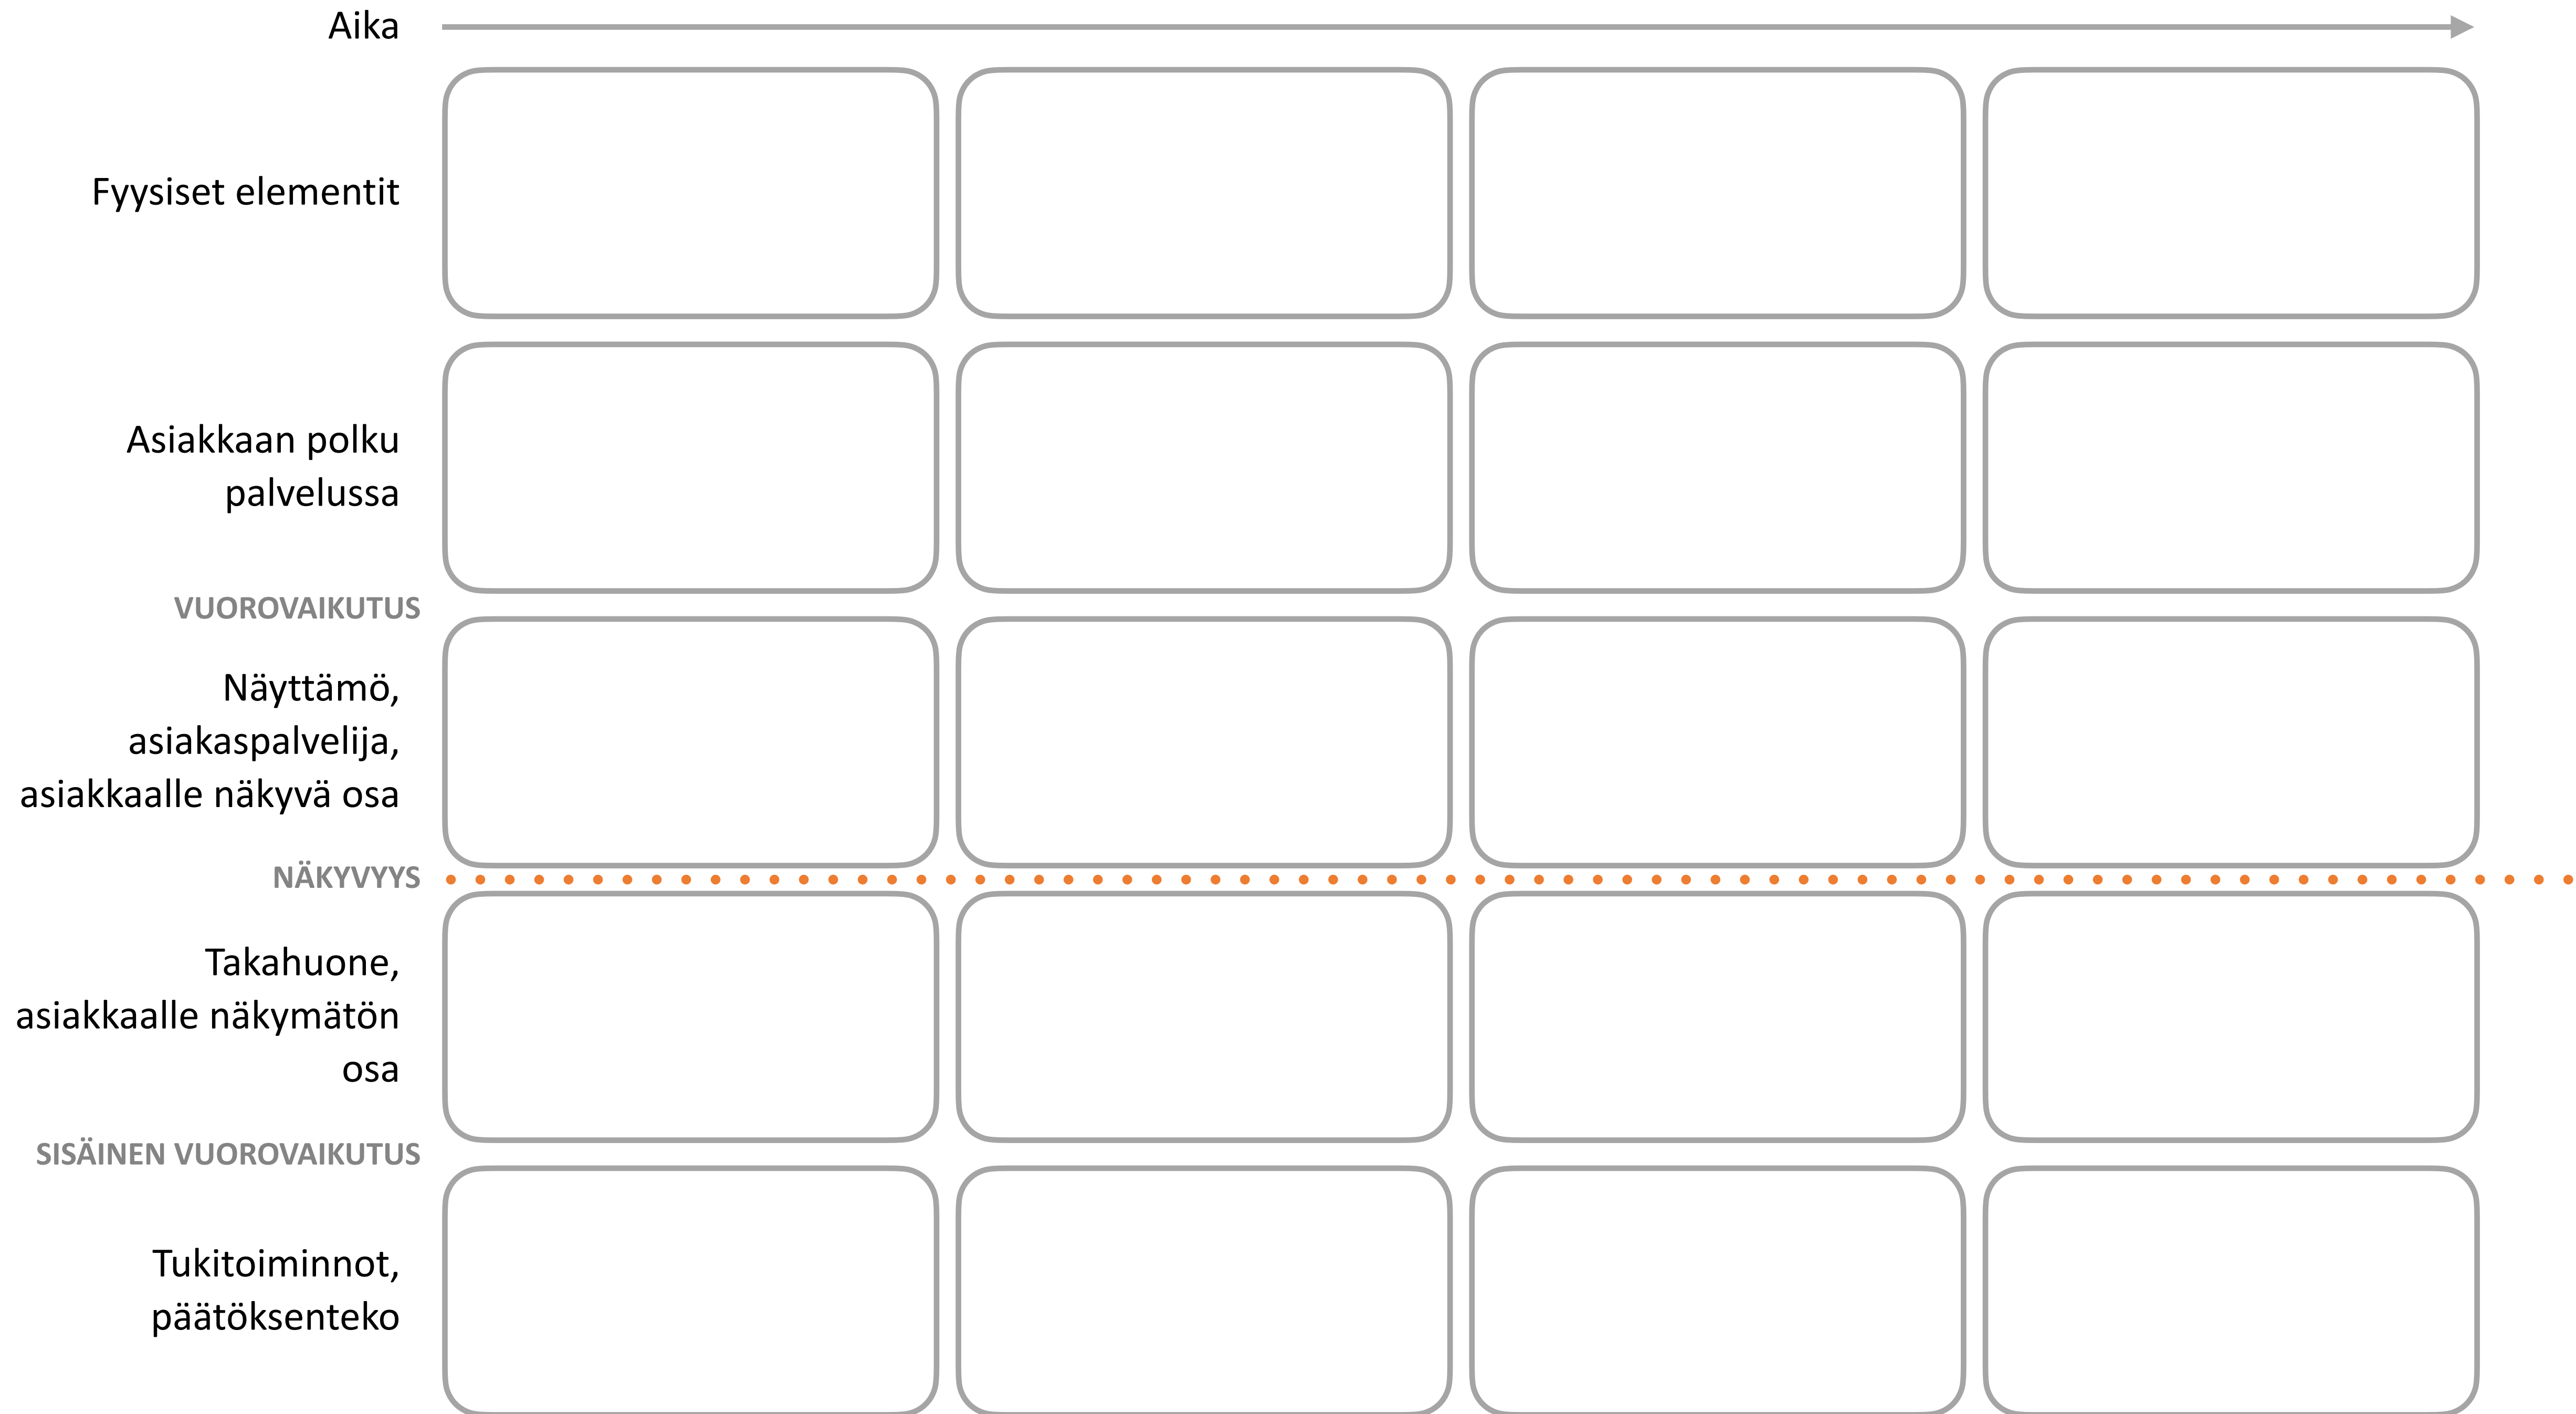 Aika
Fyysiset elementit
Asiakkaan polku
palvelussa
VUOROVAIKUTUS
Näyttämö,
asiakaspalvelija,
asiakkaalle näkyvä osa
NÄKYVYYS
Takahuone,
asiakkaalle näkymätön
osa
SISÄINEN VUOROVAIKUTUS
Tukitoiminnot,
päätöksenteko